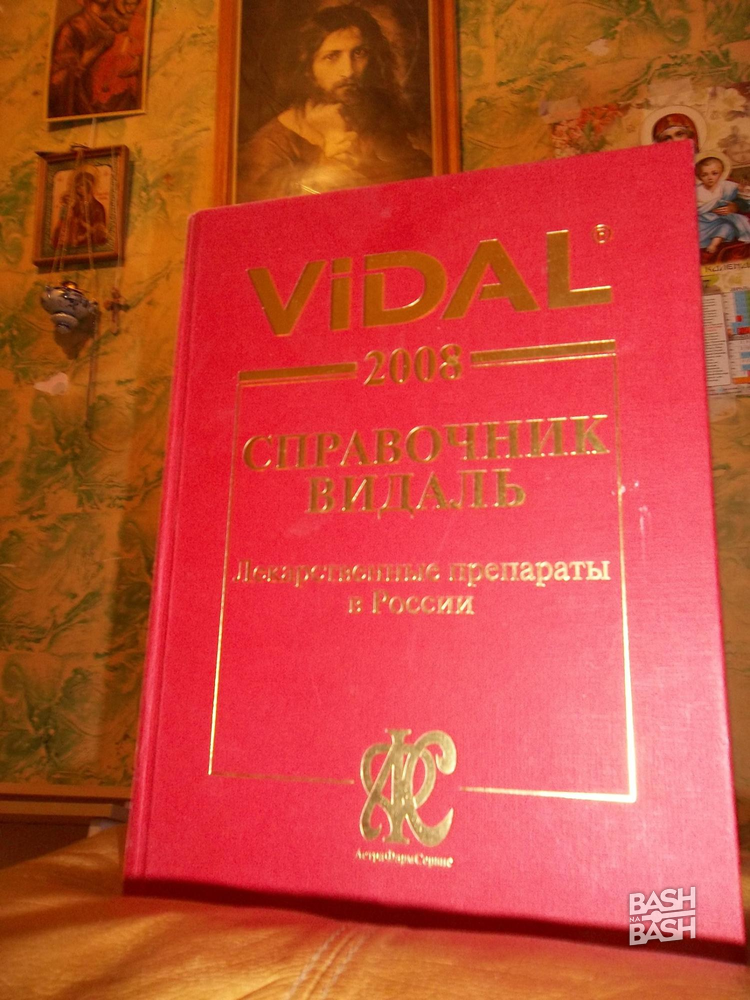 ViDAL®
2008
СПРАВОЧНИК
ВИДАЛЬ
Лекарственные препараты
в России
АстраФармСервис
BASH
NA
BASH